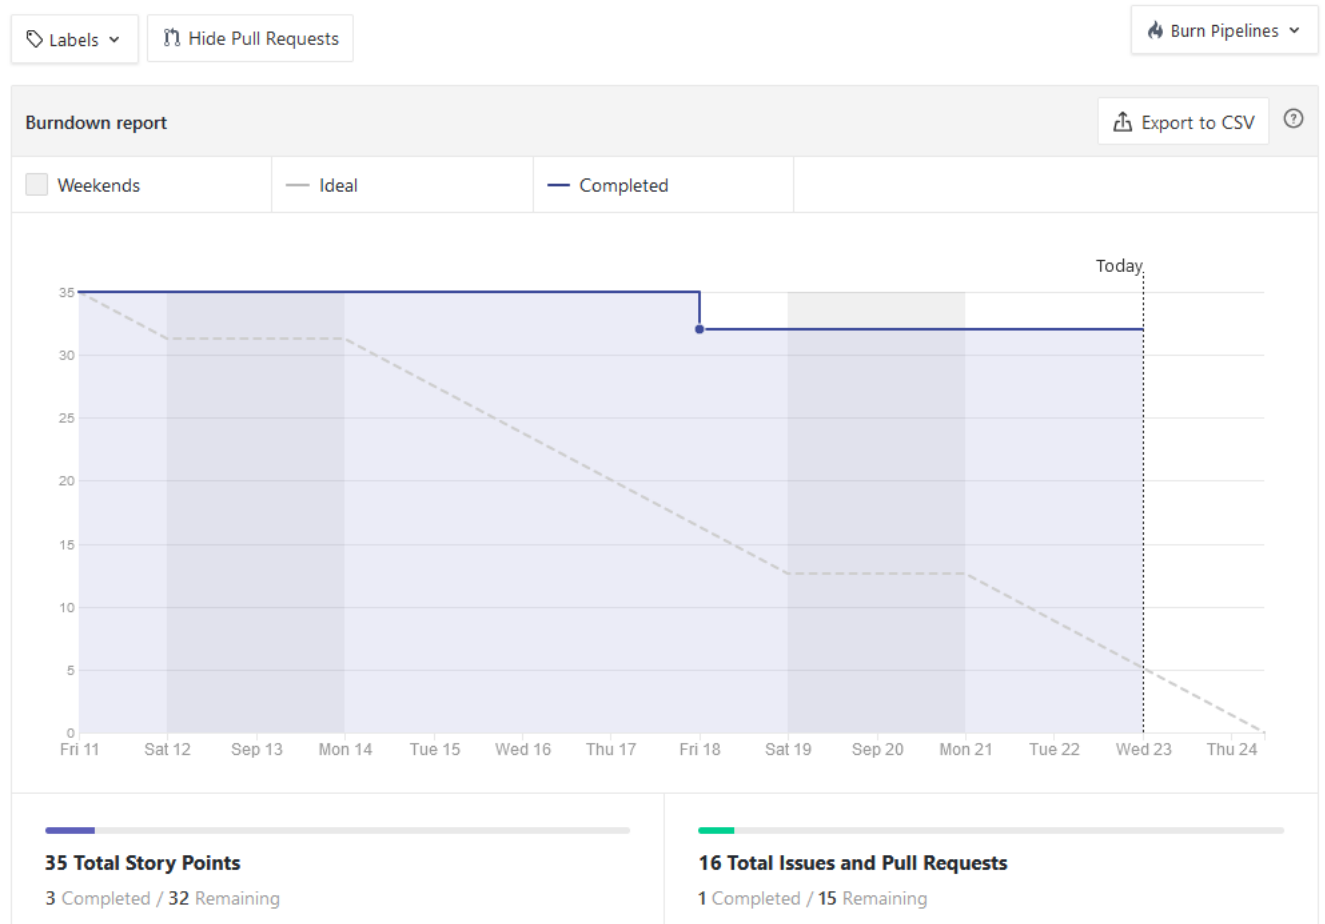 Labels
Hide Pull Requests
Burn Pipelines
Burndown report
Export to CSV
?
Weekends
Ideal
Completed
Today
35
30
25
20
15
10
5
0
Fri 11 Sat 12 Sep 13 Mon 14 Tue 15 Wed 16 Thu 17 Fri 18 Sat 19 Sep 20 Mon 21 Tue 22 Wed 23 Thu 24
35 Total Story Points
3 Completed / 32 Remaining
16 Total Issues and Pull Requests
1 Completed / 15 Remaining